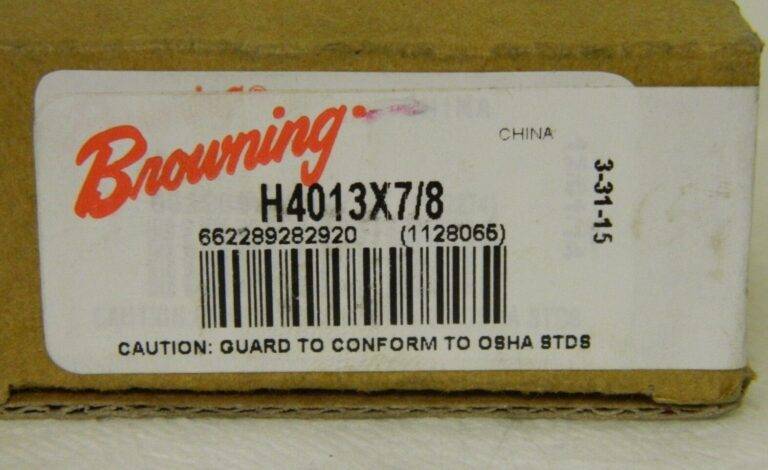 Browning
CHINA
3-31-15
H4013X7/8
662289282920 (1128065)
CAUTION: GUARD TO CONFORM TO OSHA STDS